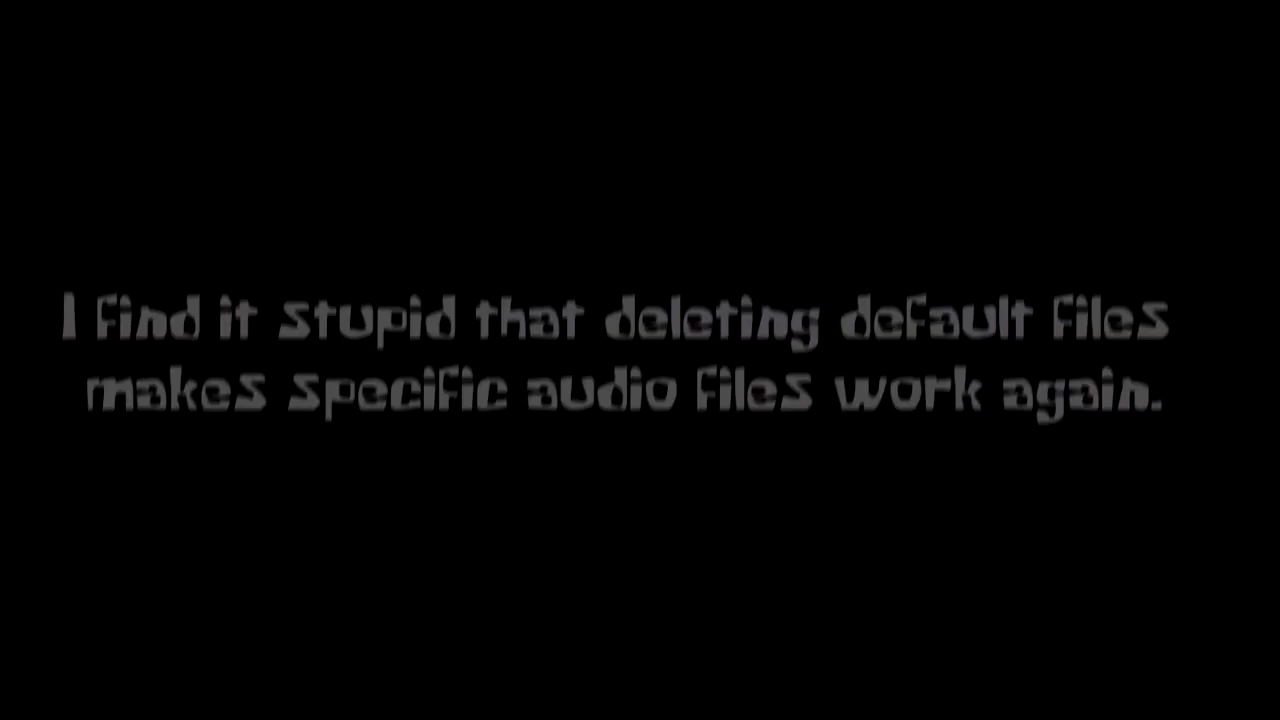 I find it stupid that deleting default files
makes specific audio files work again.